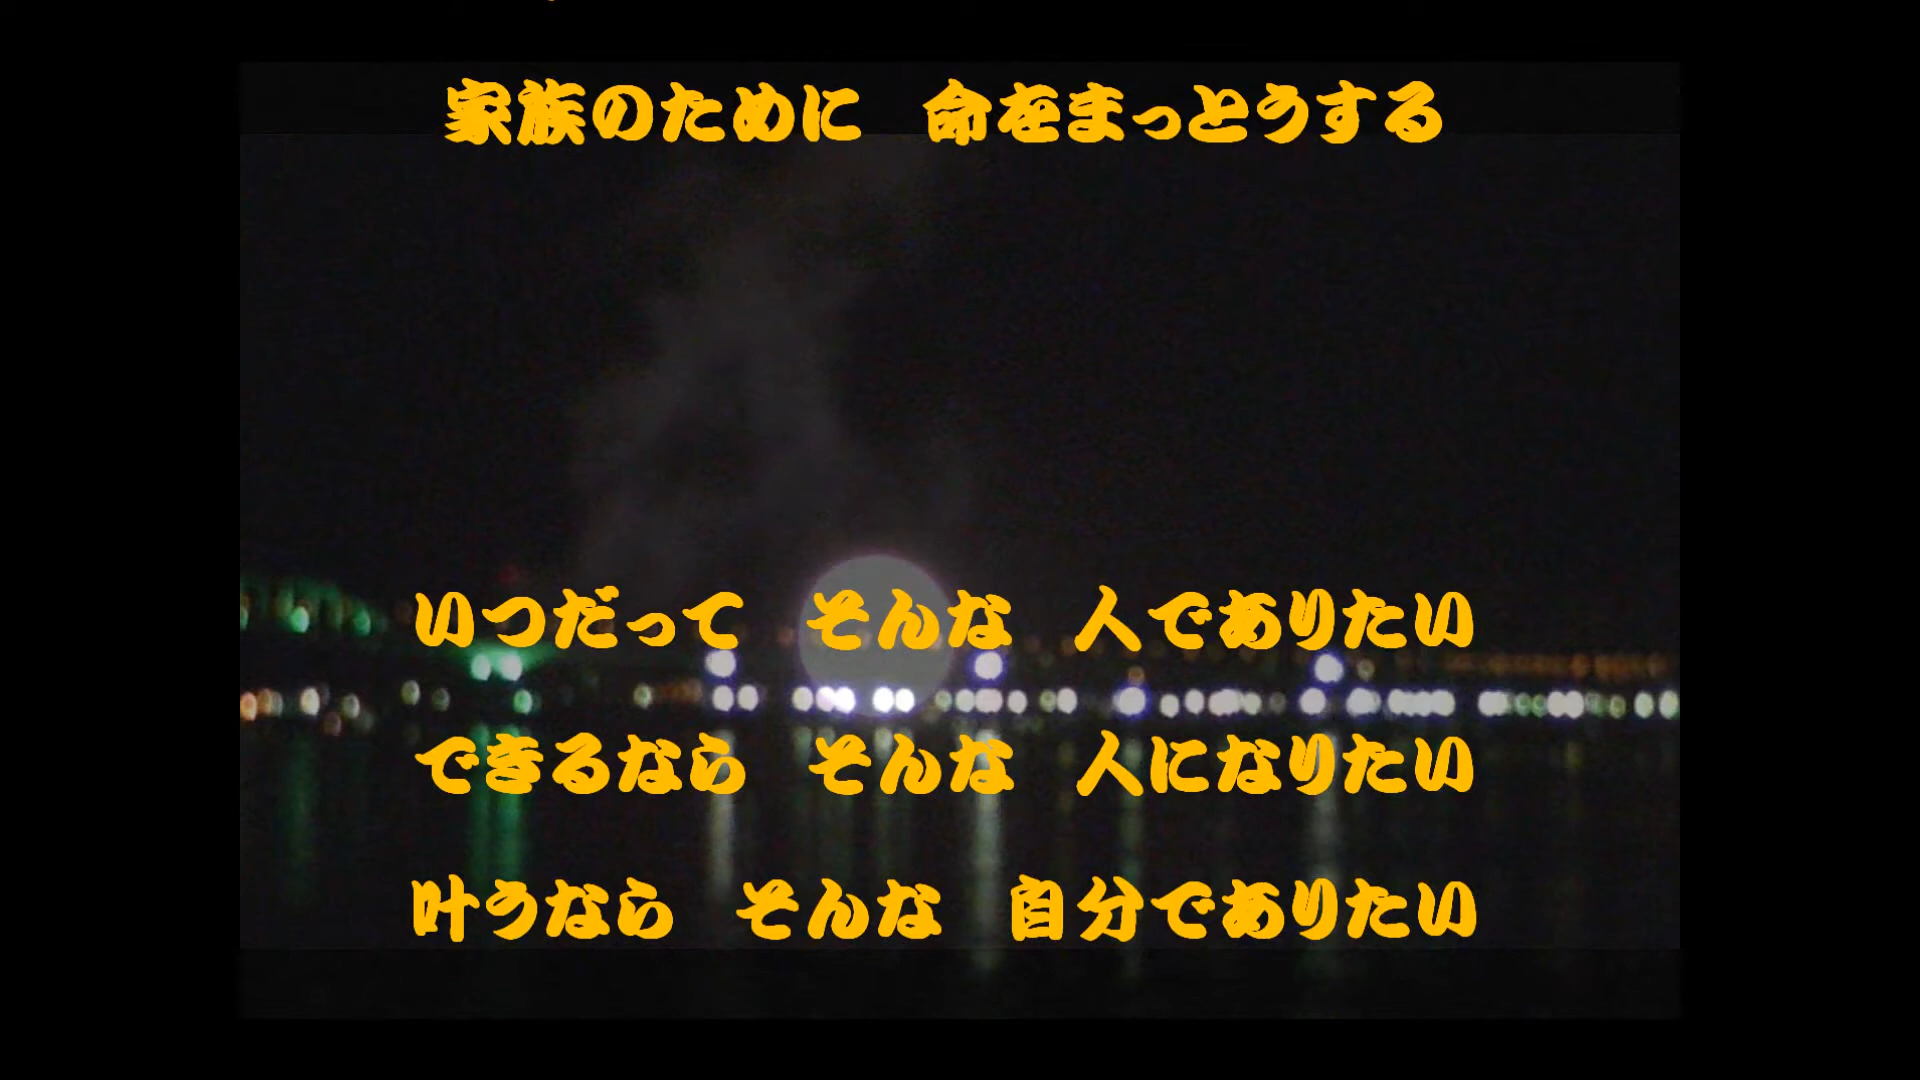 家族のために　命をまっとうする
いつだって　そんな　人でありたい
できるなら　そんな　人になりたい
叶うなら　そんな　自分でありたい